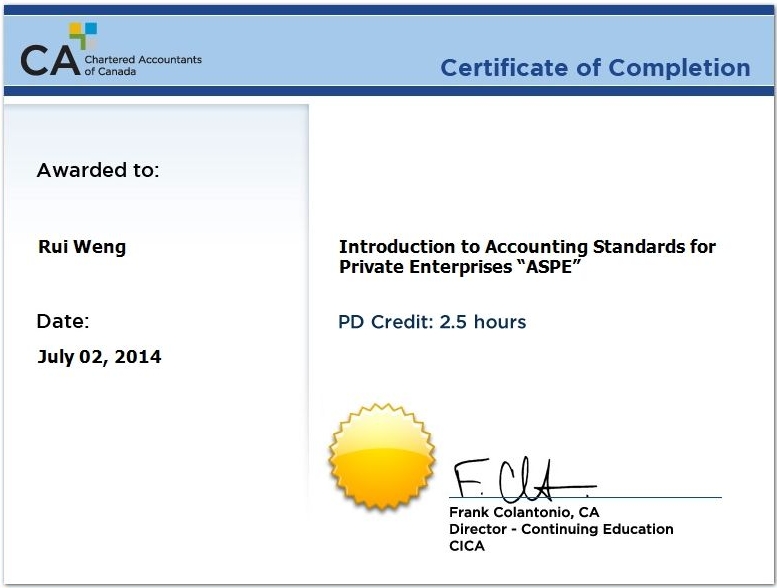 CA Chartered Accountants
of Canada
Certificate of Completion
Awarded to:
Rui Weng
Introduction to Accounting Standards for
Private Enterprises “ASPE”
Date:
PD Credit: 2.5 hours
July 02, 2014
F. Cl
Frank Colantonio, CA
Director - Continuing Education
CICA